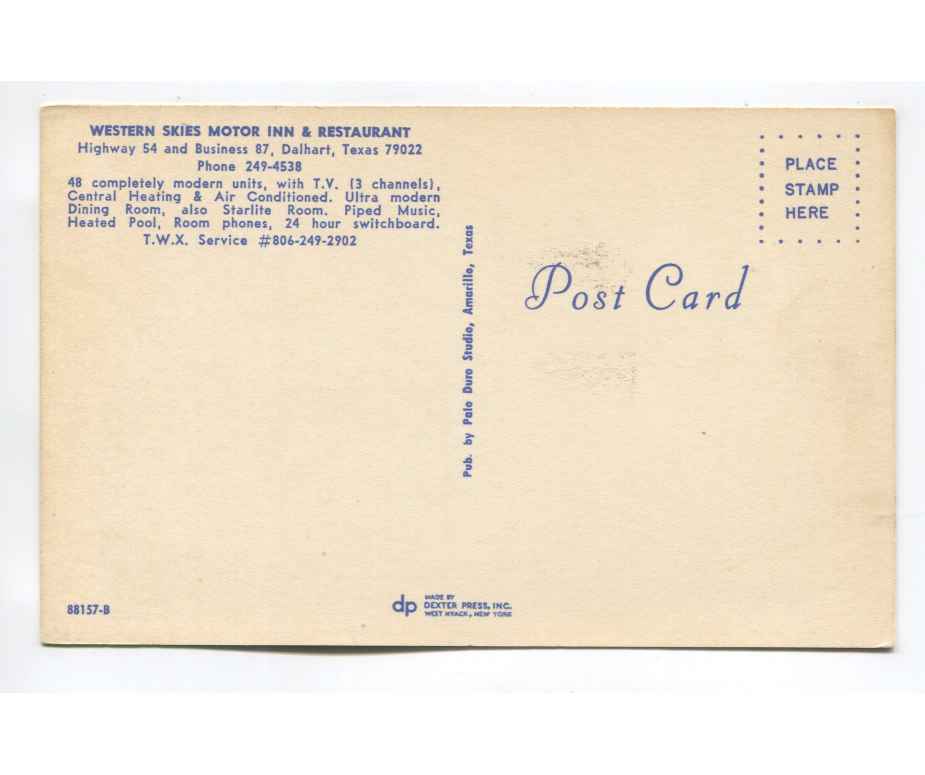 WESTERN SKIES MOTOR INN & RESTAURANT
Highway 54 and Business 87, Dalhart, Texas 79022
Phone 249-4538
48 completely modern units, with T.V. (3 channels),
Central Heating & Air Conditioned. Ultra modern
Dining Room, also Starlite Room. Piped Music,
Heated Pool, Room phones, 24 hour switchboard.
T.W.X. Service #806-249-2902
Pub. by Palo Duro Studio, Amarillo, Texas
PLACE
STAMP
HERE
Post Card
88157-B
dp
MADE BY
DEXTER PRESS, INC.
WEST NYACK, NEW YORK